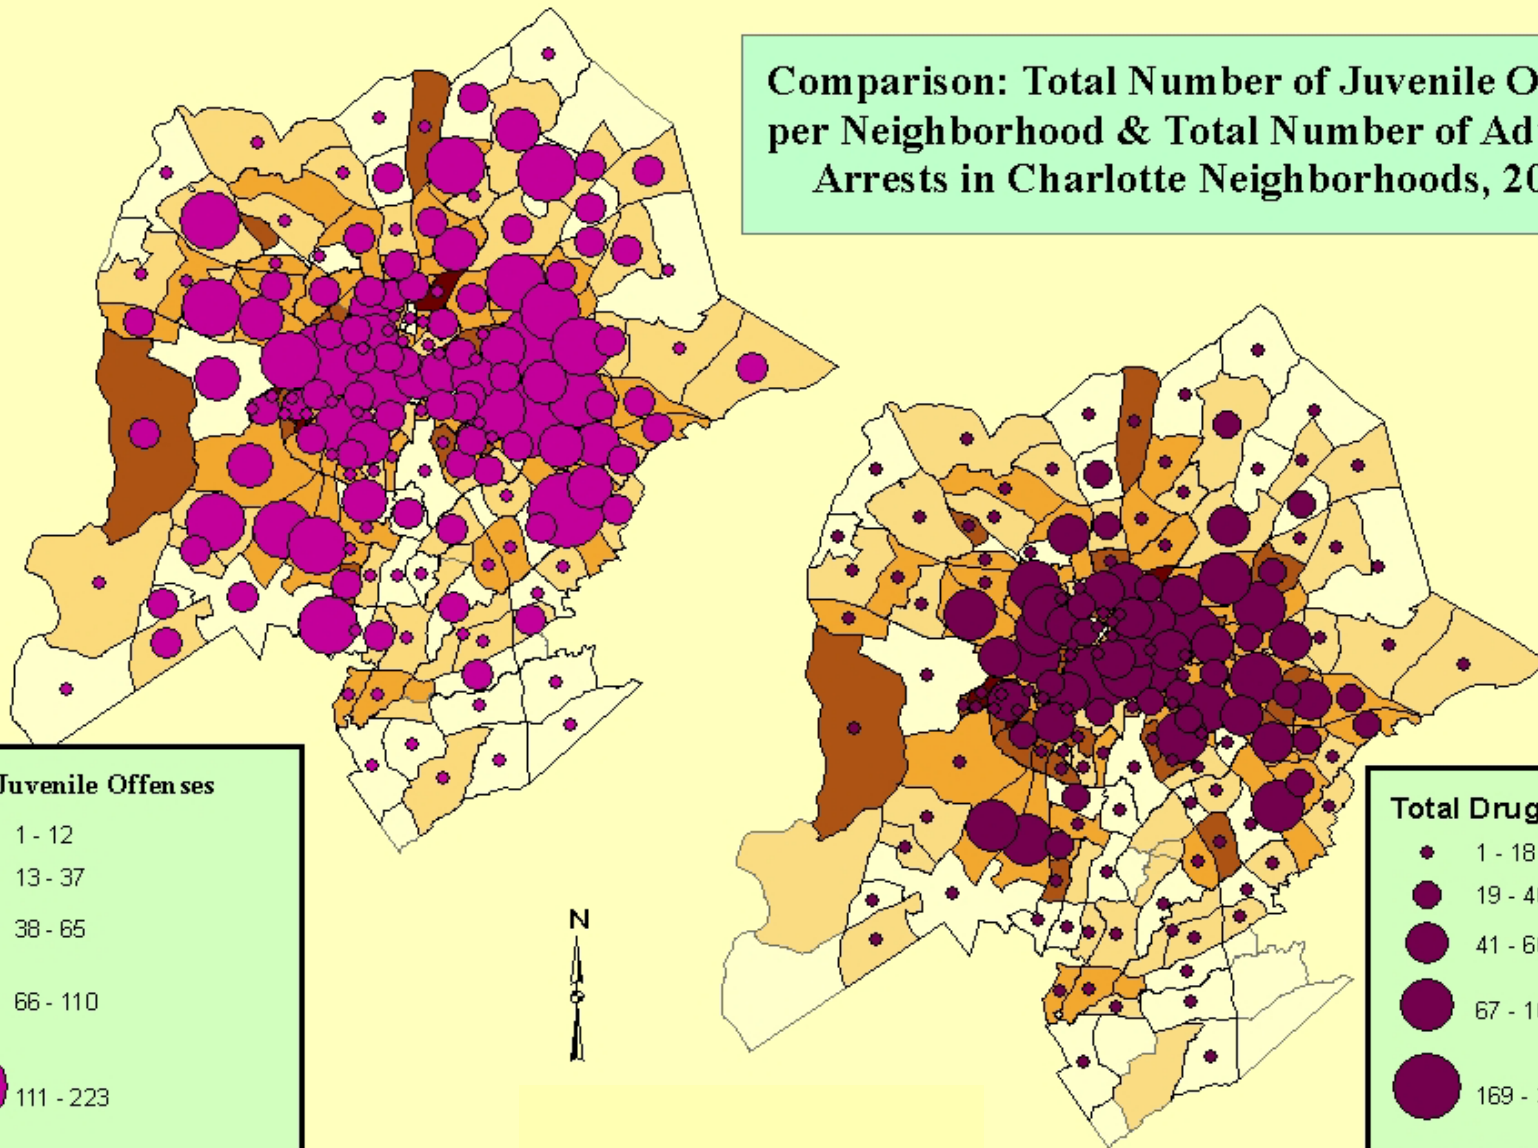 Comparison: Total Number of Juvenile O
per Neighborhood & Total Number of Ad
Arrests in Charlotte Neighborhoods, 20
Juvenile Offenses
1 - 12
13 - 37
38 - 65
66 - 110
111 - 223
N
Total Drug
1 - 18
19 - 4
41 - 6
67 - 1
169 -